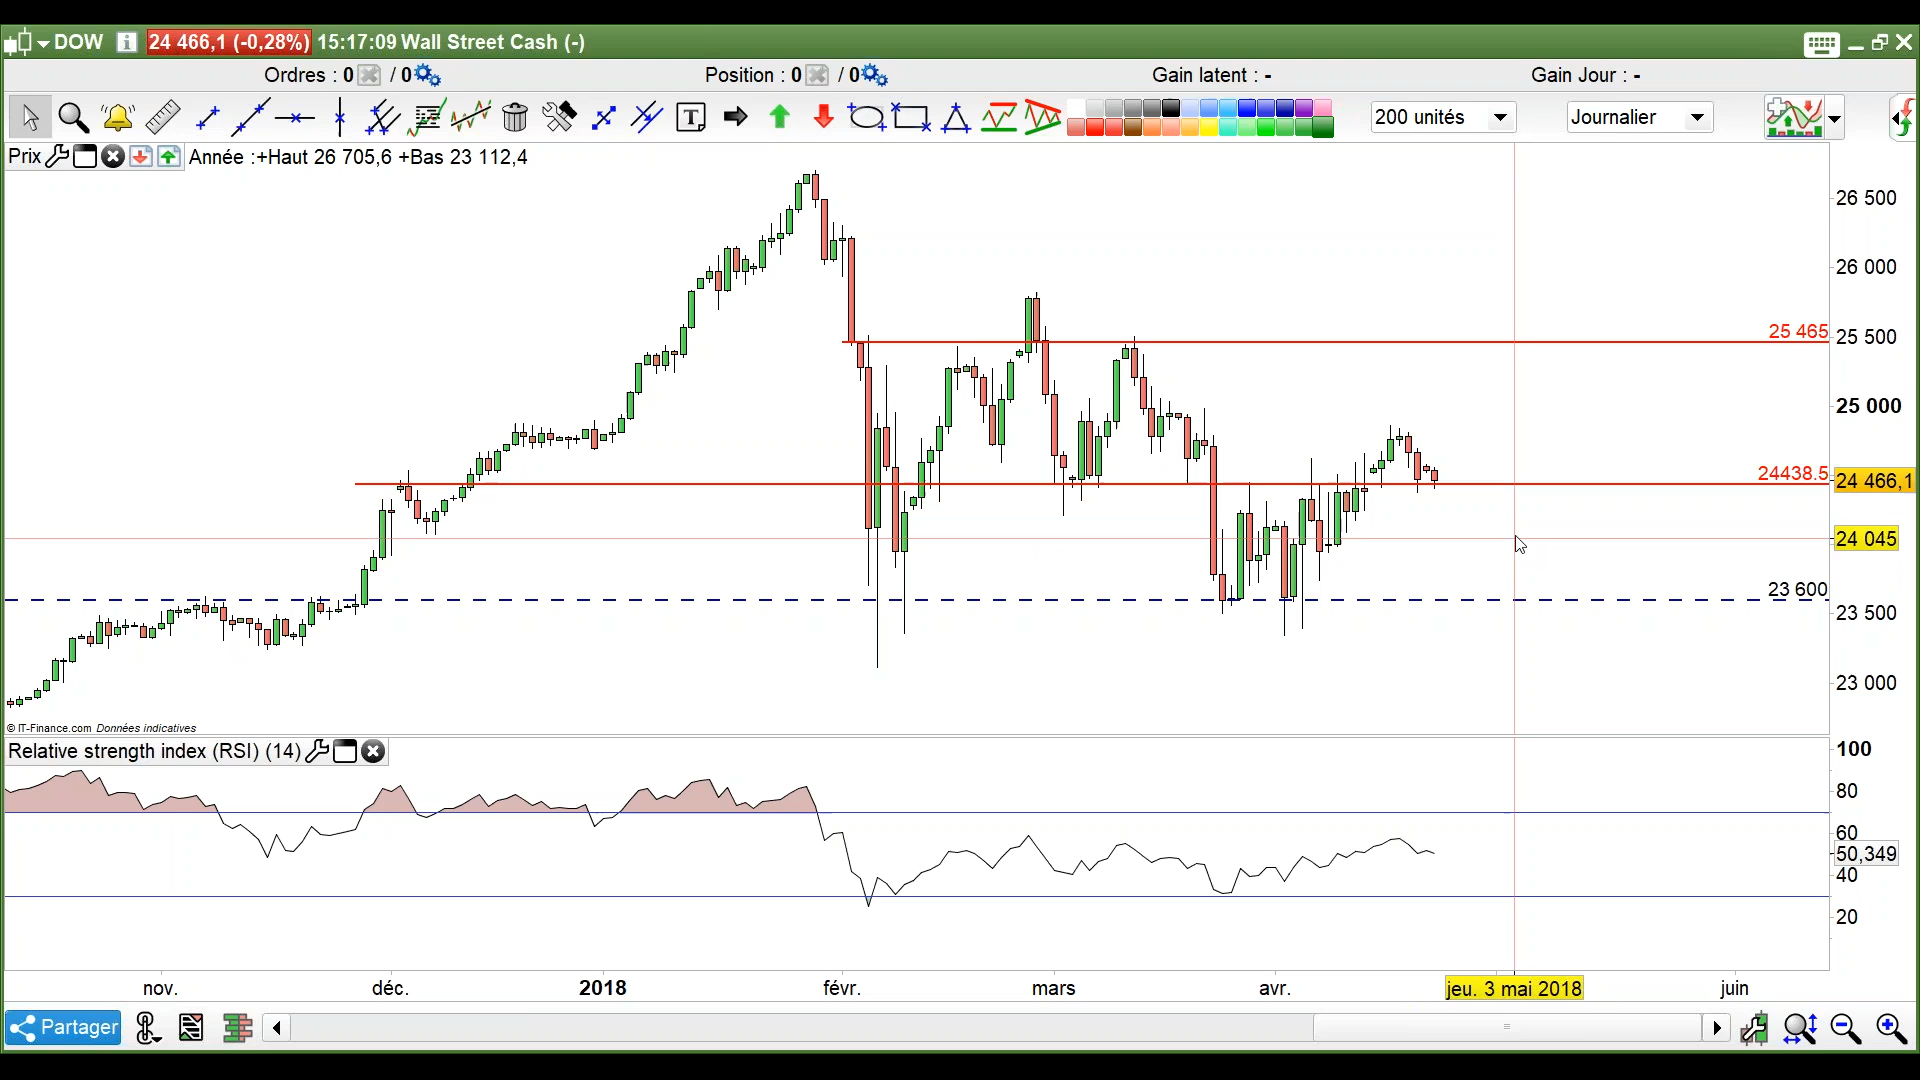 DOW 24 466,1 (-0,28%) 15:17:09 Wall Street Cash (-)
Ordres : 0 / 0 Position : 0 / 0 Gain latent : - Gain Jour : -
T 200 unités Journalier
Prix Année :+Haut 26 705,6 +Bas 23 112,4
26 500
26 000
25 465
25 500
25 000
24438.5
24 466,1
24 045
23 600
23 500
23 000
© IT-Finance.com Données indicatives
Relative strength index (RSI) (14)
100
80
60
50,349
40
20
nov. déc. 2018 févr. mars avr. jeu. 3 mai 2018 juin
Partager